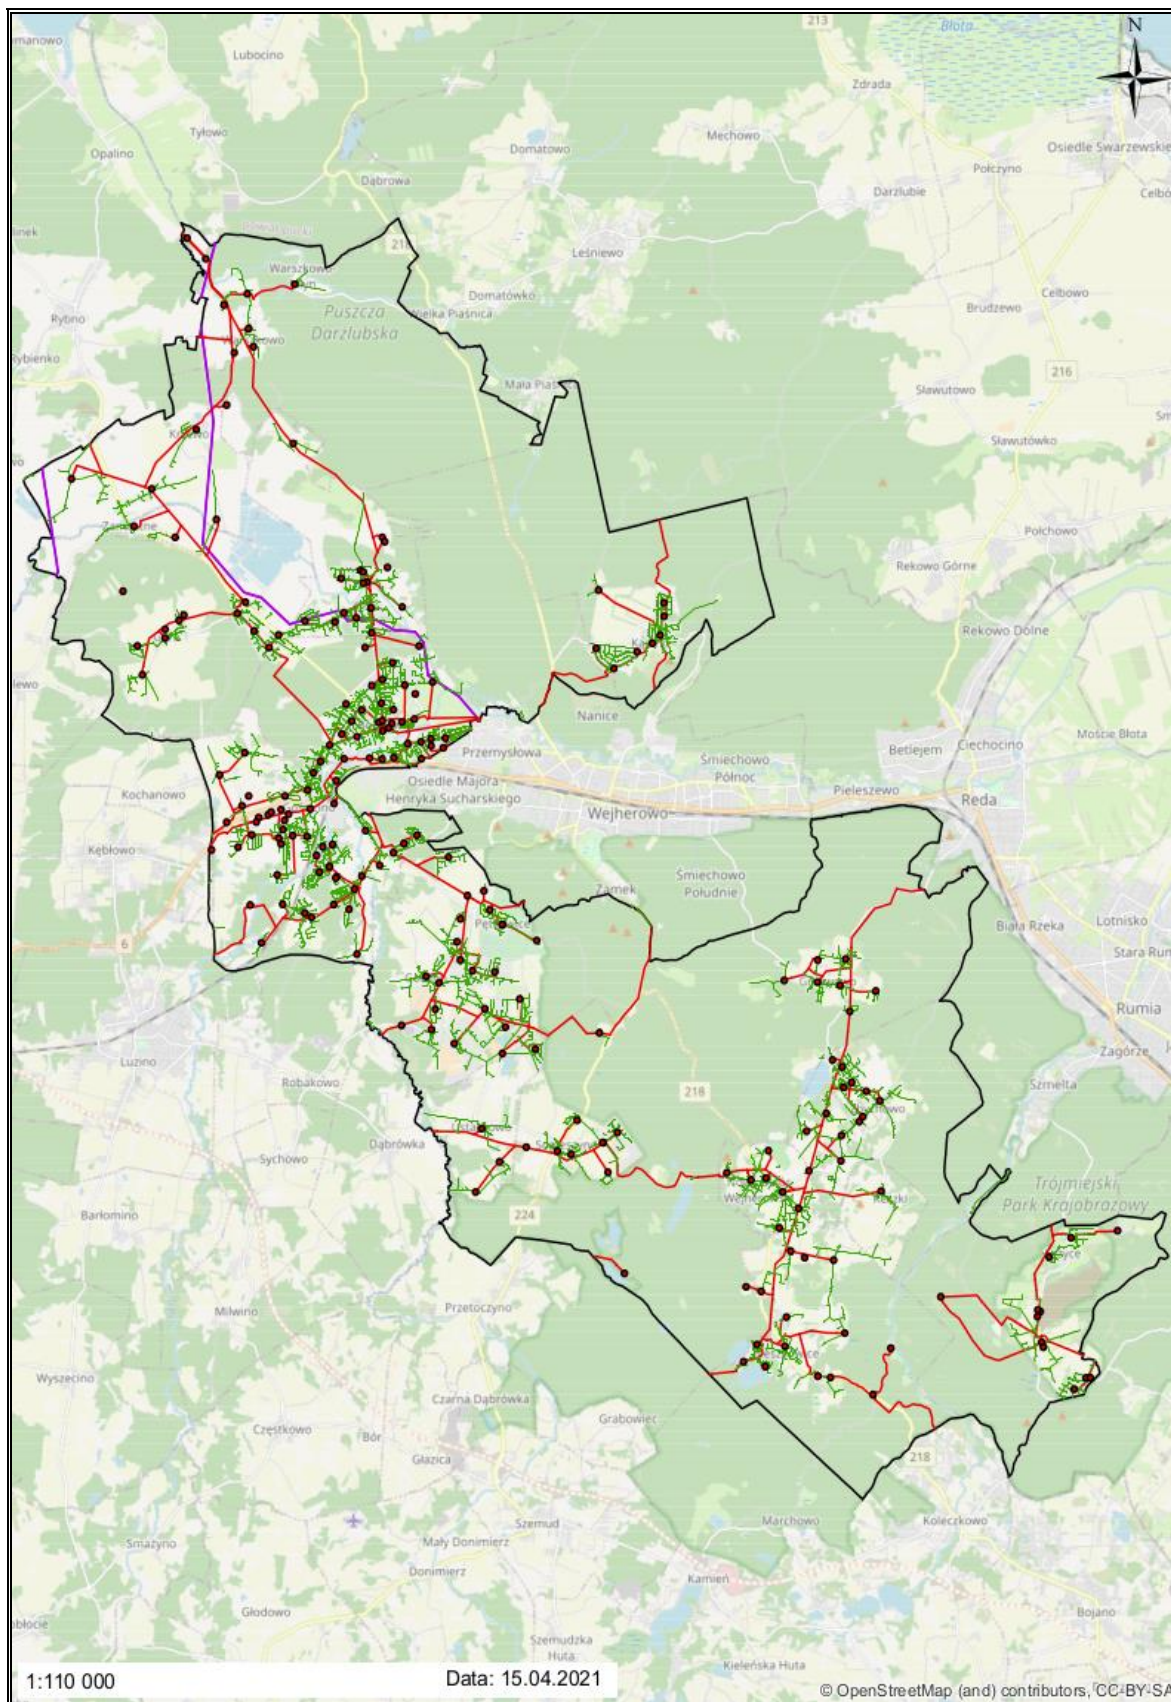 213
Błota
N
Lubocino
Zdrada
Tyłowo
Mechowo
Opalino
Domatowo
Osiedle Swarzewskie
Połczyno
Dąbrowa
Darzlubie
Leśniewo
Warszkowo
Domatówko
Celbowo
Puszcza
Darzlubska
Wielka Piaśnica
Brudzewo
Rybno
Rybienko
216
Mała Piaśnica
Sławutowo
Sławutówko
Połchowo
Rekowo Górne
Rekowo Dolne
Nanice
Moście Błota
Przemysłowa
Betlejem
Ciechocino
Śmiechowo
Północ
Osiedle Majora
Henryka Sucharskiego
Pieleszewo
Kochanowo
Reda
Wejherowo
Kębłowo
Śmiechowo
Południe
Zamek
Lotnisko
Biała Rzeka
6
Stara Rumia
Rumia
Luzino
Zagórze
Robakowo
Szmelta
218
Dąbrówka
Sychowo
Trójmiejski
Park Krajobrazowy
Barłomino
224
Milwino
Przetoczyno
Wyszecino
Czarna Dąbrówka
Grabowiec
Częstkowo
Bór
Głazica
218
Szemud
Marchowo
Koleczkowo
Smażyno
Mały Donimierz
Donimierz
Kamień
Głodowo
Bojano
Szemudzka
Huta
Kieleńska Huta
1:110 000
Data: 15.04.2021
© OpenStreetMap (and) contributors, CC-BY-SA